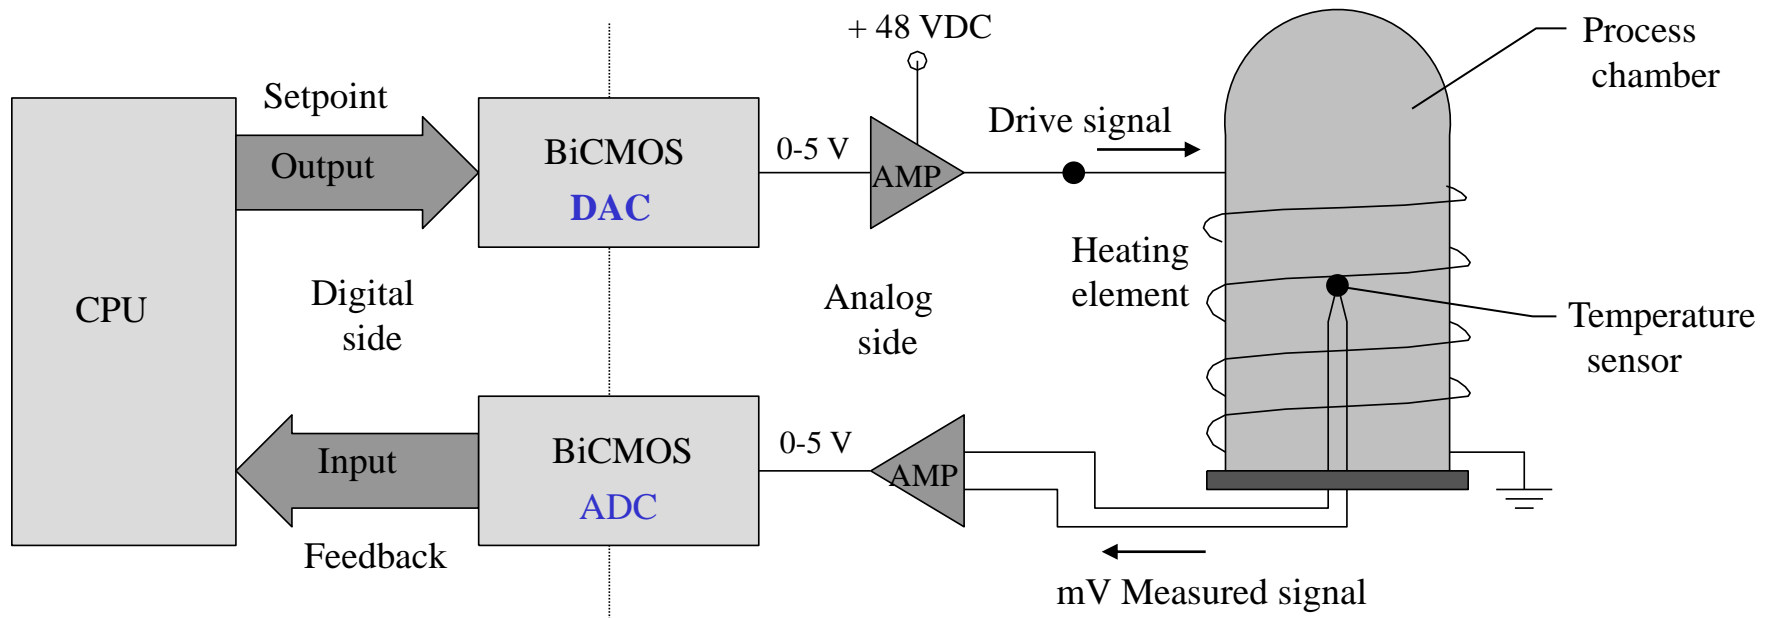 + 48 VDC
Process
chamber
Setpoint
Drive signal
Output
BiCMOS
DAC
0-5 V
AMP
Heating
element
CPU
Digital
side
Analog
side
Temperature
sensor
Input
BiCMOS
ADC
0-5 V
AMP
Feedback
mV Measured signal